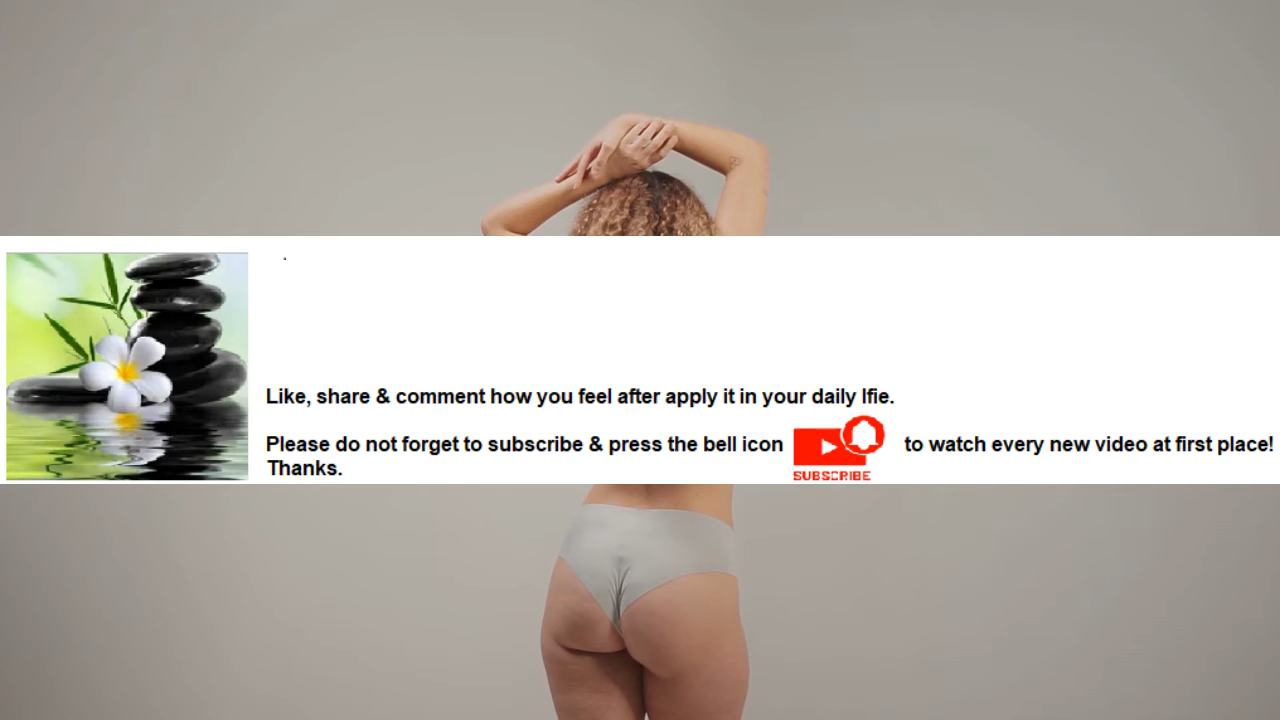 .
Like, share & comment how you feel after apply it in your daily lfie.
Please do not forget to subscribe & press the bell icon to watch every new video at first place!
SUBSCRIBE
Thanks.